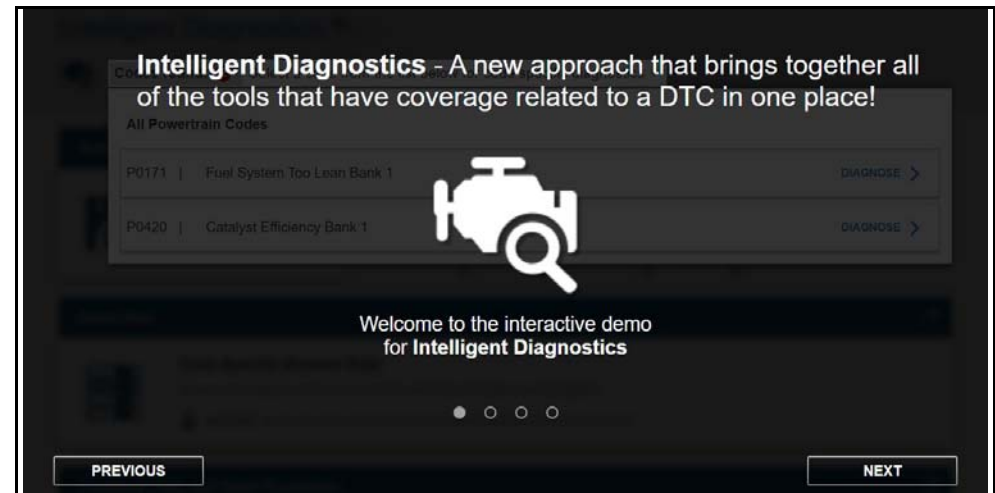 Intelligent Diagnostics - A new approach that brings together all
of the tools that have coverage related to a DTC in one place!
All Powertrain Codes
P0171 | Fuel System Too Lean Bank 1 DIAGNOSE
P0420 | Catalyst Efficiency Bank 1 DIAGNOSE
Welcome to the interactive demo
for Intelligent Diagnostics
PREVIOUS
NEXT